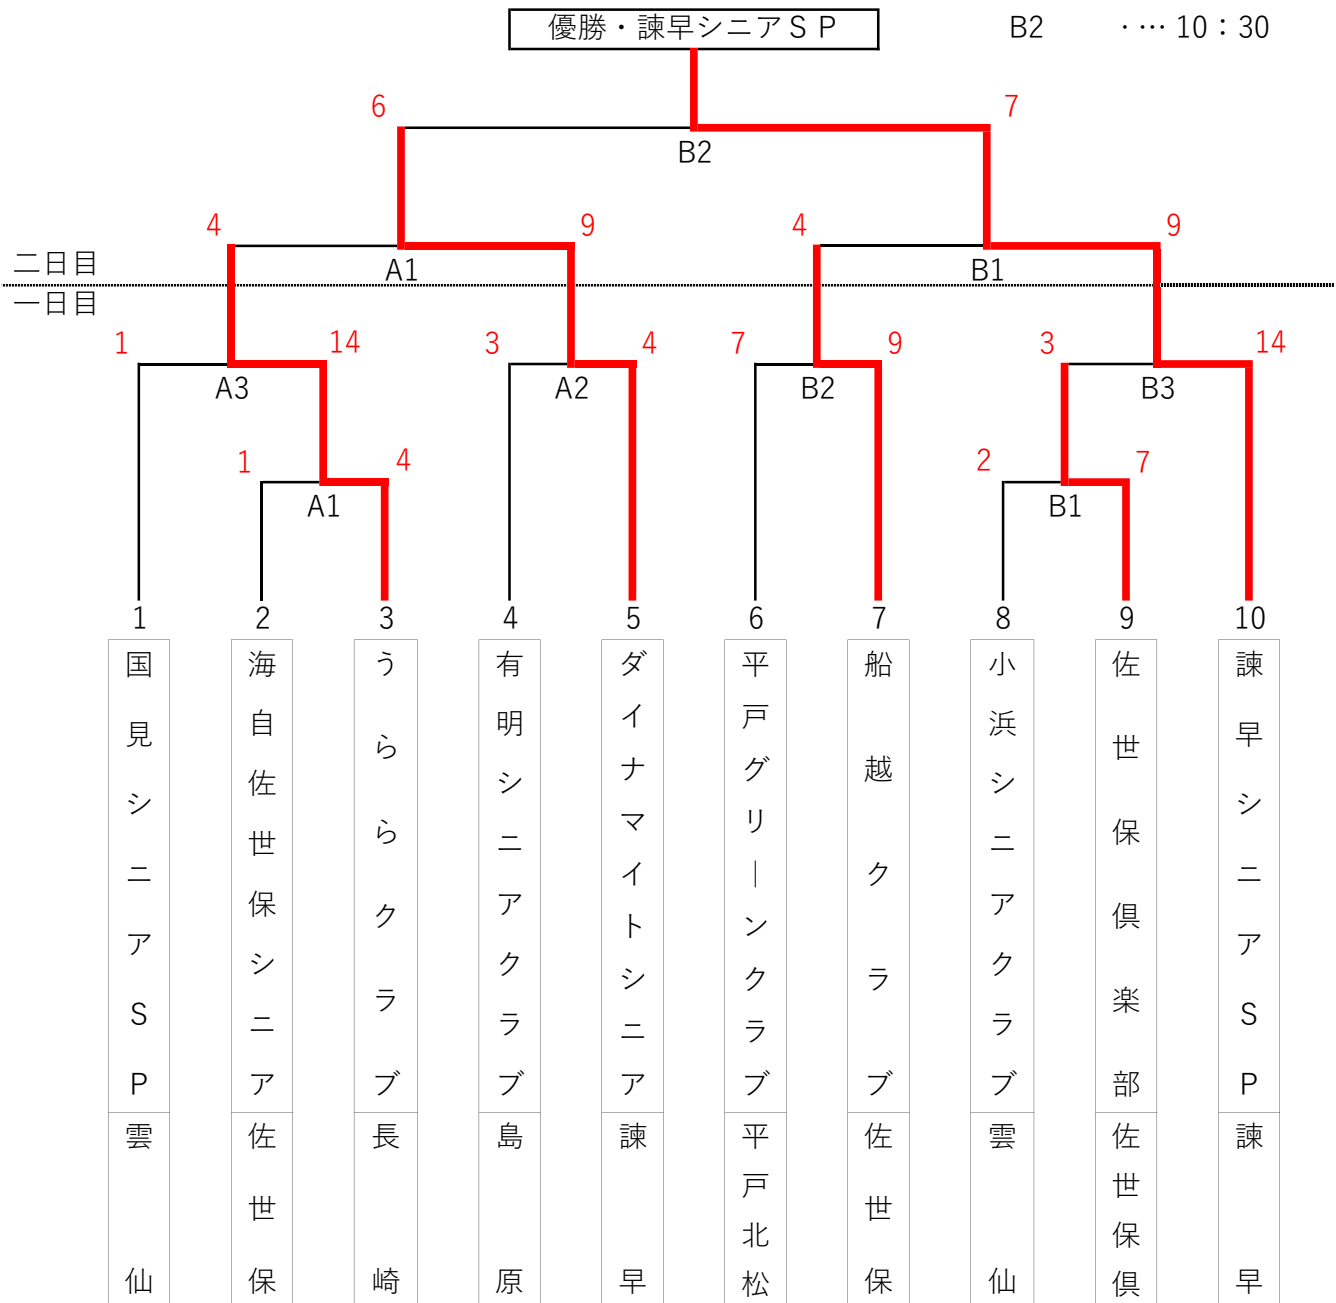 優勝・諫早シニアＳＰ
B2 ・… 10：30
6
7
B2
4
9
4
9
二日目
A1
B1
一日目
1
14
3
4
7
9
3
14
A3
A2
B2
B3
1
4
2
7
A1
B1
1
2
3
4
5
6
7
8
9
10
国見シニアＳＰ
海自佐世保シニア
うららクラブ
有明シニアクラブ
ダイナマイトシニア
平戸グリーンクラブ
船越クラブ
小浜シニアクラブ
佐世保倶楽部
諫早シニアＳＰ
雲仙
佐世保
長崎
島原
諫早
平戸北松
佐世保
雲仙
佐世保倶
諫早